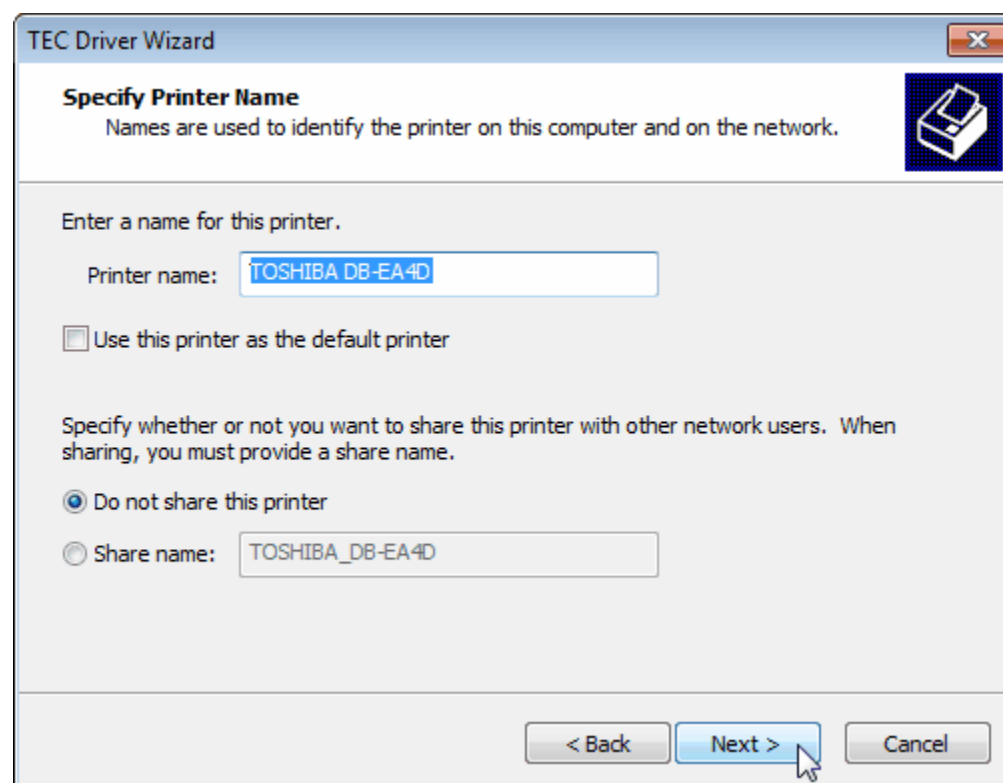 TEC Driver Wizard
Specify Printer Name
Names are used to identify the printer on this computer and on the network.
Enter a name for this printer.
Printer name: TOSHIBA DB-EA4D
Use this printer as the default printer
Specify whether or not you want to share this printer with other network users.  When
sharing, you must provide a share name.
Do not share this printer
Share name: TOSHIBA_DB-EA4D
< Back Next > Cancel